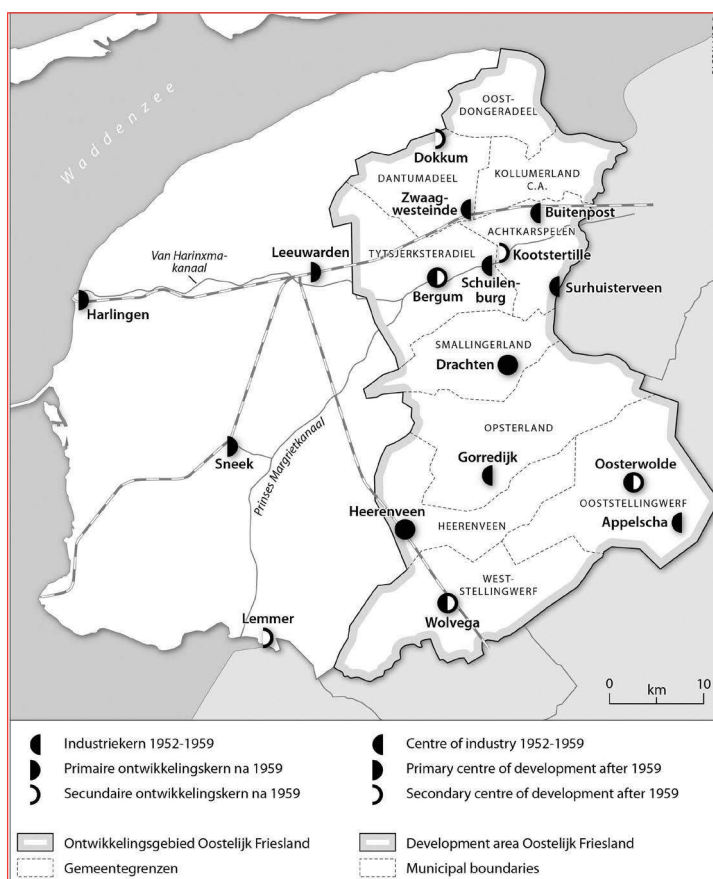 Waddenzee
OOST-
DONGERADEEL
Dokkum
DANTUMADEEL
KOLLUMERLAND
C.A.
Zwaag-
westeinde
Buitenpost
ACHTKARSPELEN
Van Harinxma-
kanaal
Leeuwarden
TYTSJERKSTERADIEL
Kootstertille
Bergum
Schuilen-
burg
Surhuisterveen
Harlingen
SMALLINGERLAND
Drachten
OPSTERLAND
Prinses Margrietkanaal
Sneek
Gorredijk
Oosterwolde
OOSTSTELLINGWERF
Appelscha
Heerenveen
HEERENVEEN
WEST-
STELLINGWERF
Wolvega
Lemmer
0 10
km
Industriekern 1952-1959
Primaire ontwikkelingskern na 1959
Secundaire ontwikkelingskern na 1959
Ontwikkelingsgebied Oostelijk Friesland
Gemeentegrenzen
Centre of industry 1952-1959
Primary centre of development after 1959
Secondary centre of development after 1959
Development area Oostelijk Friesland
Municipal boundaries